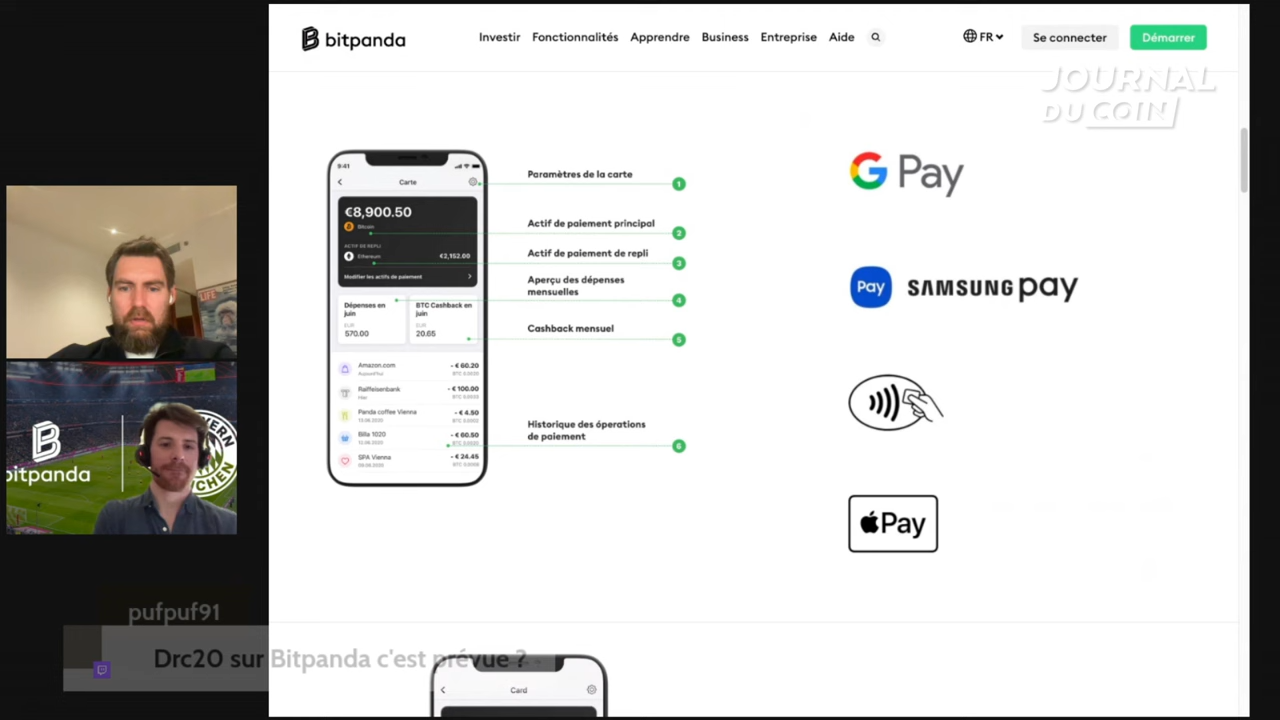 bitpanda
Investir Fonctionnalités Apprendre Business Entreprise Aide
FR
Se connecter
Démarrer
JOURNAL
DU COIN
9:41
Carte
€8,900.50
Bitcoin
ACTIF DE REPLI
Ethereum €2,152.00
Modifier les actifs de paiement
Dépenses en
juin
EUR
570.00
BTC Cashback en
juin
EUR
20.65
Amazon.com - € 60.20
Raiffeisenbank - € 100.00
Panda coffee Vienna - € 4.50
Billa 1020 - € 60.50
SPA Vienna - € 24.45
Paramètres de la carte
1
Actif de paiement principal
2
Actif de paiement de repli
3
Aperçu des dépenses
mensuelles
4
Cashback mensuel
5
Historique des óperations
de paiement
6
G Pay
Pay SAMSUNG pay
Pay
bitpanda
pufpuf91
Drc20 sur Bitpanda c'est prévue ?
Card